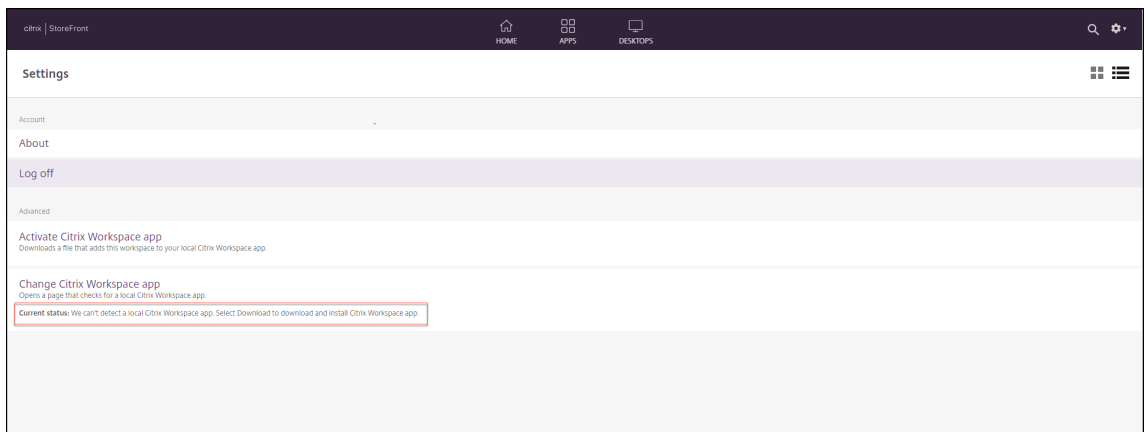 citrix | StoreFront
HOME
APPS
DESKTOPS
Settings
Account
About
Log off
Advanced
Activate Citrix Workspace app
Downloads a file that adds this workspace to your local Citrix Workspace app.
Change Citrix Workspace app
Opens a page that checks for a local Citrix Workspace app.
Current status: We can't detect a local Citrix Workspace app. Select Download to download and install Citrix Workspace app.